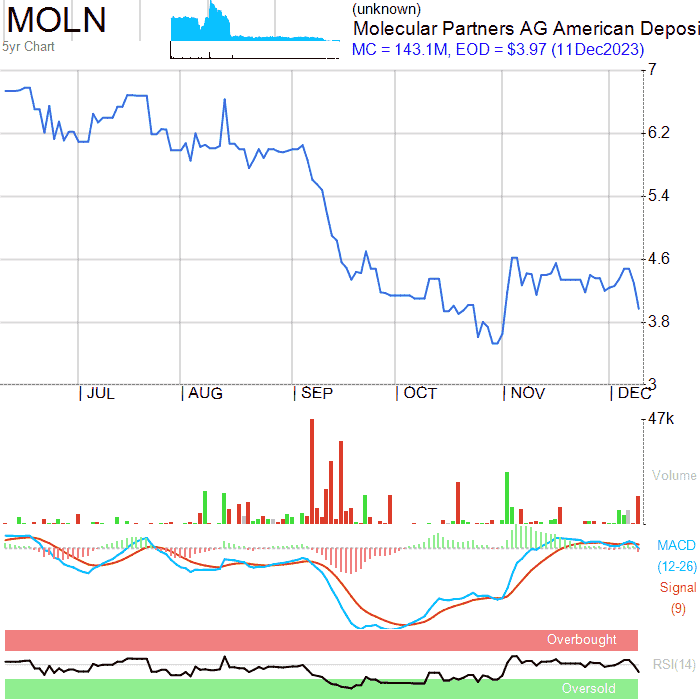 MOLN
5yr Chart
(unknown)
Molecular Partners AG American Deposi
MC = 143.1M, EOD = $3.97 (11Dec2023)
7
6.2
5.4
4.6
3.8
3
JUL AUG SEP OCT NOV DEC
47k
Volume
MACD
(12-26)
Signal
(9)
Overbought
RSI(14)
Oversold